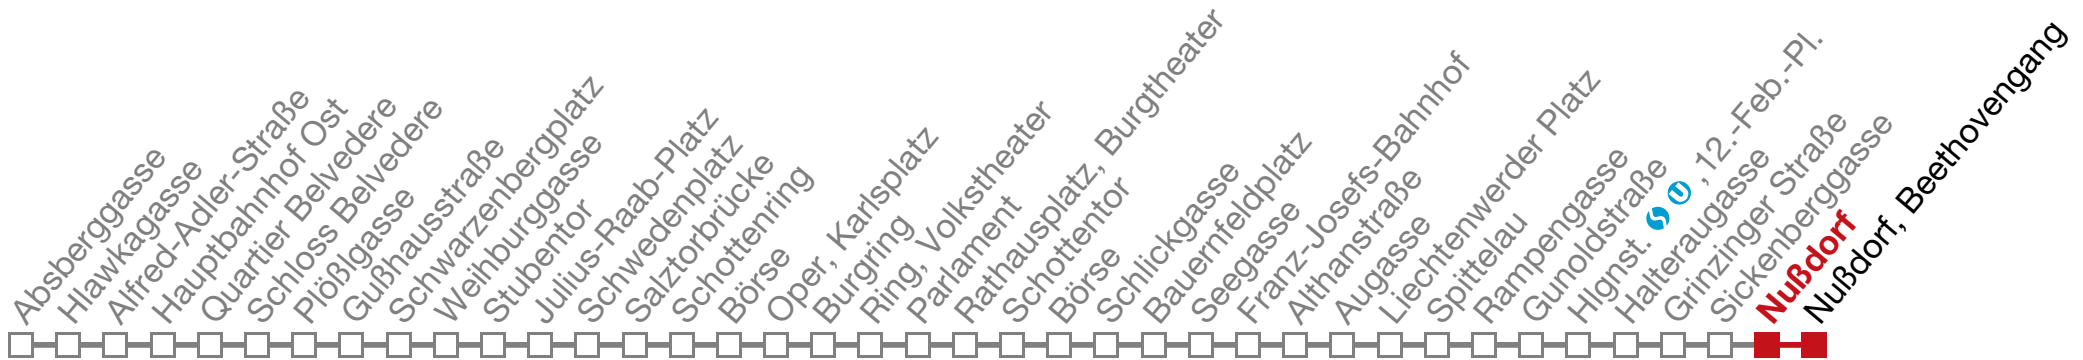 Absberggasse
Hlawkagasse
Alfred-Adler-Straße
Hauptbahnhof Ost
Quartier Belvedere
Schloss Belvedere
Plößlgasse
Gußhausstraße
Schwarzenbergplatz
Weihburggasse
Stubentor
Julius-Raab-Platz
Schwedenplatz
Salztorbrücke
Schottenring
Börse
Oper, Karlsplatz
Burgring
Ring, Volkstheater
Parlament
Rathausplatz, Burgtheater
Schottentor
Börse
Schlickgasse
Bauernfeldplatz
Seegasse
Franz-Josefs-Bahnhof
Althanstraße
Augasse
Liechtenwerder Platz
Spittelau
Rampengasse
Gunoldstraße
Hlgnst. S U , 12.-Feb.-Pl.
Halteraugasse
Grinzinger Straße
Sickenberggasse
Nußdorf
Nußdorf, Beethovengang